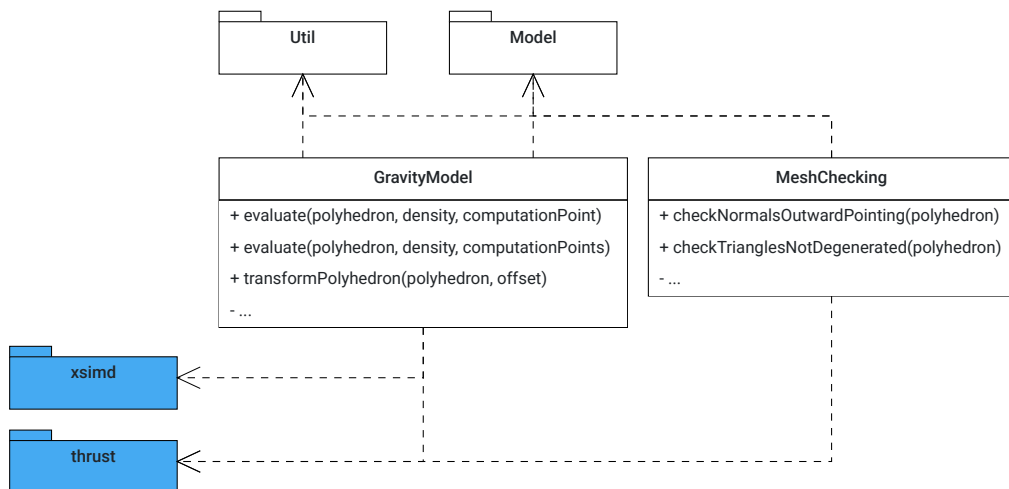 Util
Model
GravityModel
+ evaluate(polyhedron, density, computationPoint)
+ evaluate(polyhedron, density, computationPoints)
+ transformPolyhedron(polyhedron, offset)
- ...
MeshChecking
+ checkNormalsOutwardPointing(polyhedron)
+ checkTrianglesNotDegenerated(polyhedron)
- ...
xsimd
thrust